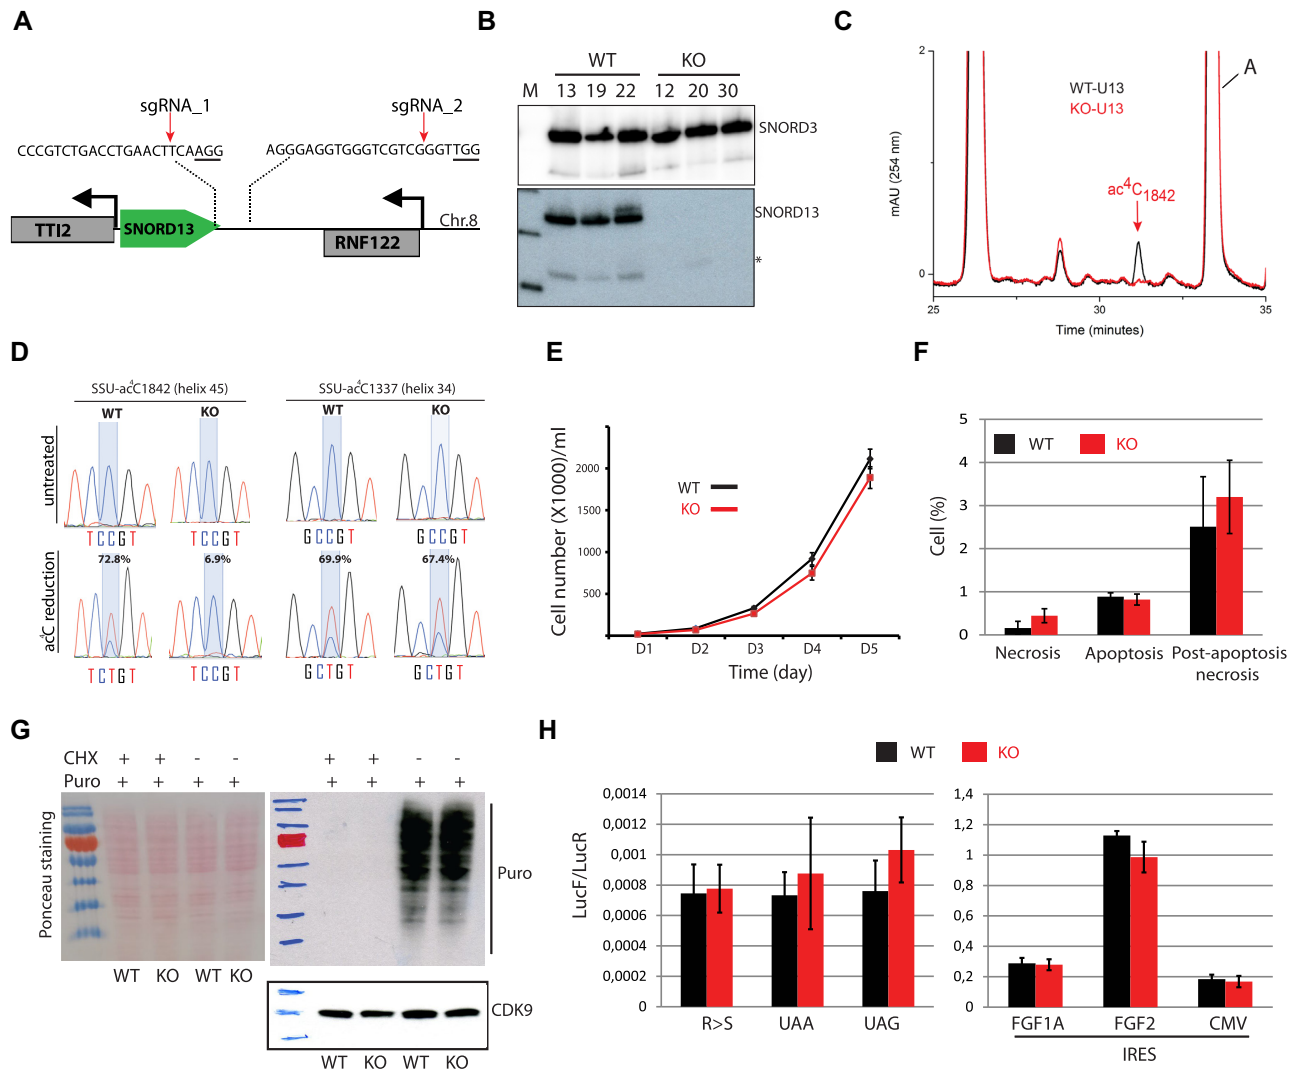 A
sgRNA_1
sgRNA_2
CCCGTCTGACCTGAACTTCAAGG
AGGGAGGTGGGTCGTCGGGTTGG
TTI2
SNORD13
RNF122
Chr.8
B
WT
KO
M
13 19 22
12 20 30
SNORD3
SNORD13
*
C
2
0
mAU (254 nm)
WT-U13
KO-U13
ac4C1842
A
25
30
35
Time (minutes)
D
SSU-ac4C1842 (helix 45)
SSU-ac4C1337 (helix 34)
WT
KO
WT
KO
untreated
TCCGT
TCCGT
GCCGT
GCCGT
ac4C reduction
72.8%
6.9%
69.9%
67.4%
TCTGT
TCCGT
GCTGT
GCTGT
E
Cell number (X1000)/ml
2000
1500
1000
500
WT
KO
D1
D2
D3
D4
D5
Time (day)
F
Cell (%)
5
4
3
2
1
0
WT
KO
Necrosis
Apoptosis
Post-apoptosis
necrosis
G
CHX
+ + - -
+ + - -
Puro
+ + + +
+ + + +
Ponceau staining
Puro
WT KO WT KO
CDK9
WT KO WT KO
H
WT
KO
LucF/LucR
0,0014
0,0012
0,001
0,0008
0,0006
0,0004
0,0002
0
R>S
UAA
UAG
1,4
1,2
1
0,8
0,6
0,4
0,2
0
FGF1A
FGF2
CMV
IRES